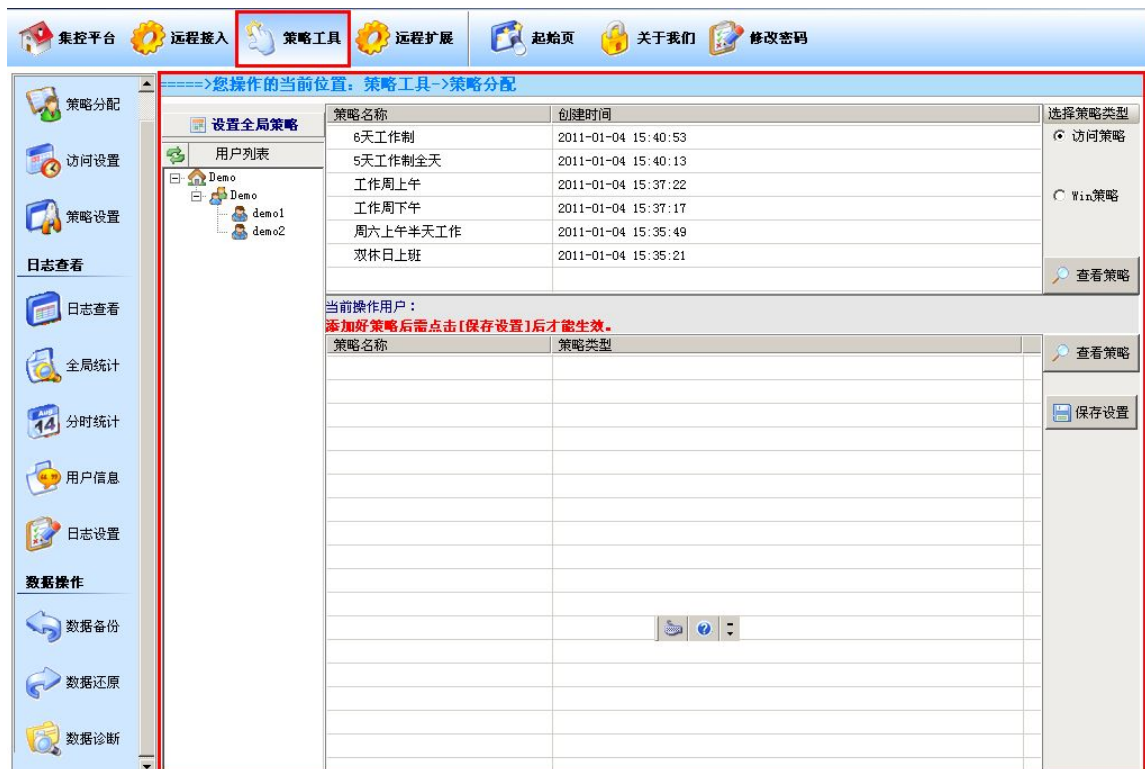 集控平台 远程接入 策略工具 远程扩展 起始页 关于我们 修改密码
=====>您操作的当前位置：策略工具->策略分配
策略分配
访问设置
策略设置
日志查看
日志查看
全局统计
Aug
14
分时统计
用户信息
日志设置
数据操作
数据备份
数据还原
数据诊断
设置全局策略
用户列表
Demo
Demo
demo1
demo2
策略名称 创建时间
6天工作制 2011-01-04 15:40:53
5天工作制全天 2011-01-04 15:40:13
工作周上午 2011-01-04 15:37:22
工作周下午 2011-01-04 15:37:17
周六上午半天工作 2011-01-04 15:35:49
双休日上班 2011-01-04 15:35:21
选择策略类型
访问策略
Win策略
查看策略
当前操作用户：
添加好策略后需点击[保存设置]后才能生效。
策略名称 策略类型
查看策略
保存设置